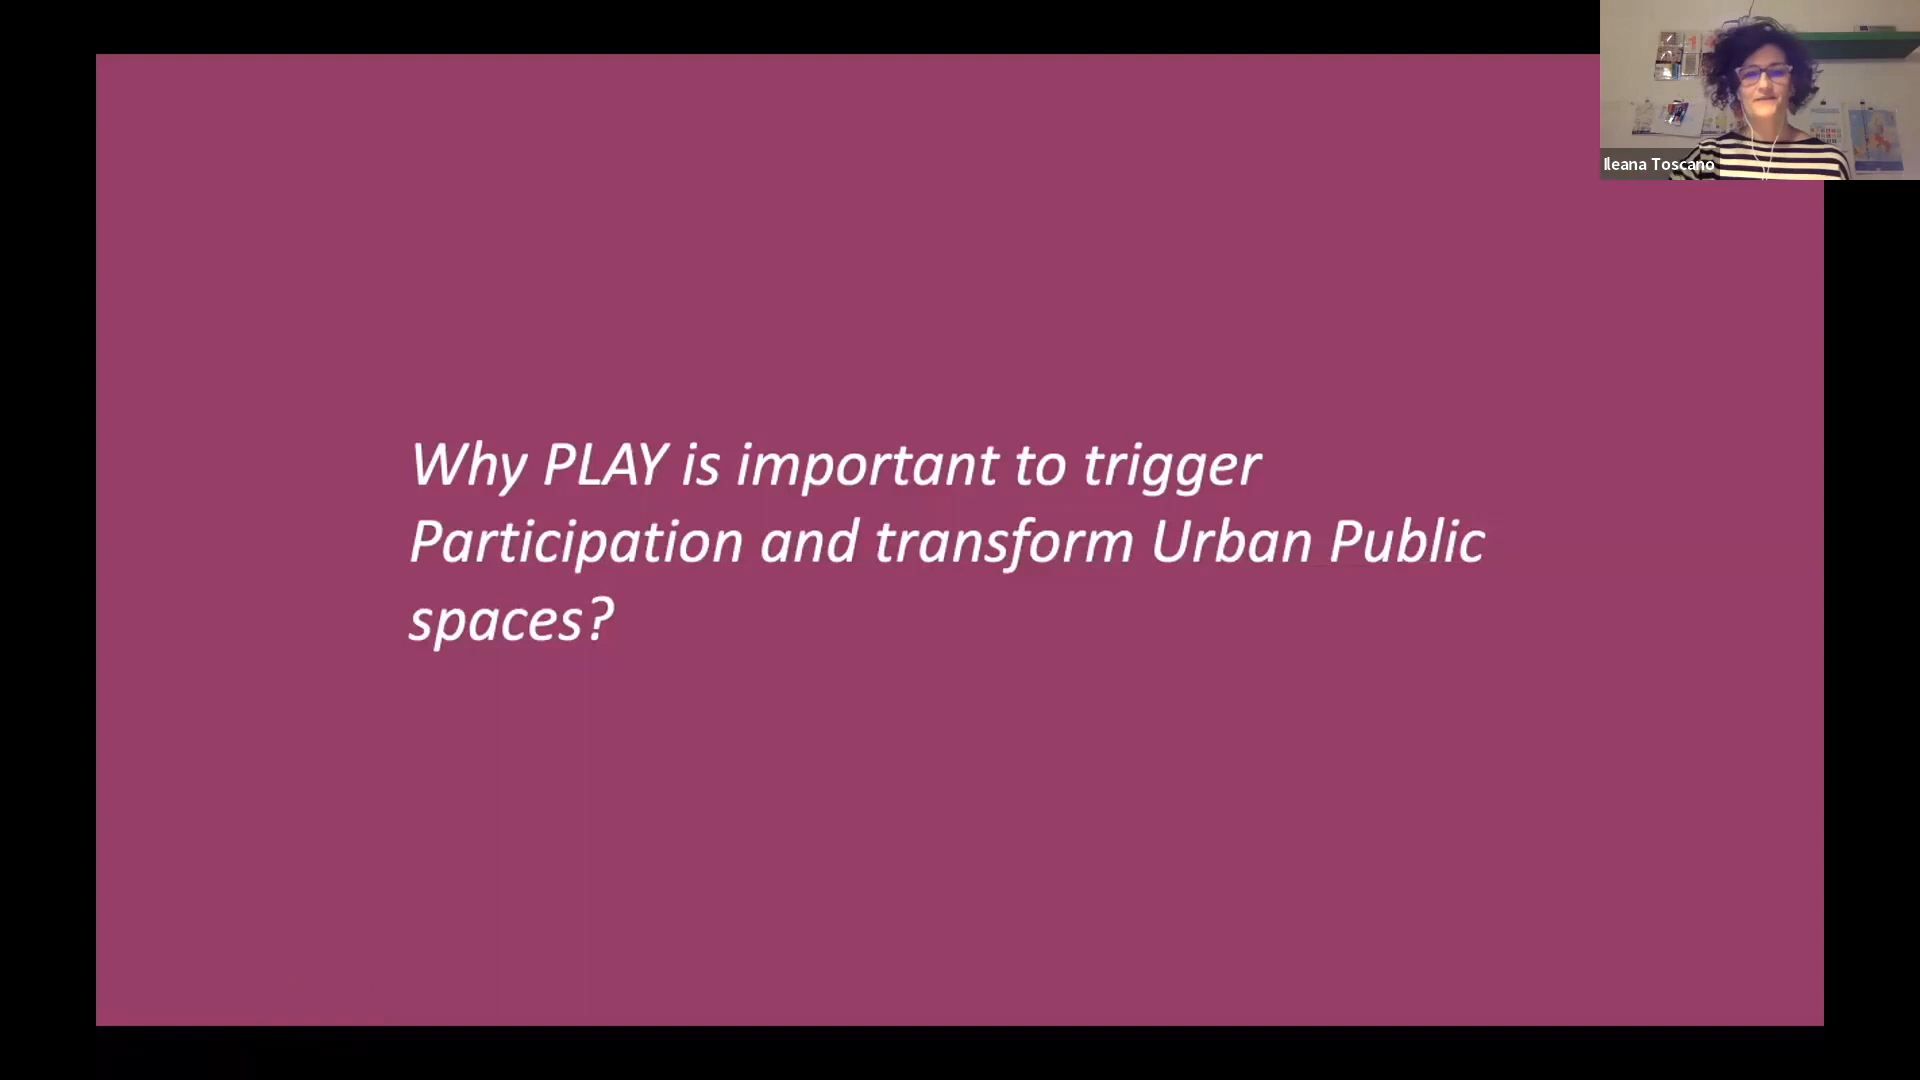 Ileana Toscano
Why PLAY is important to trigger
Participation and transform Urban Public
spaces?